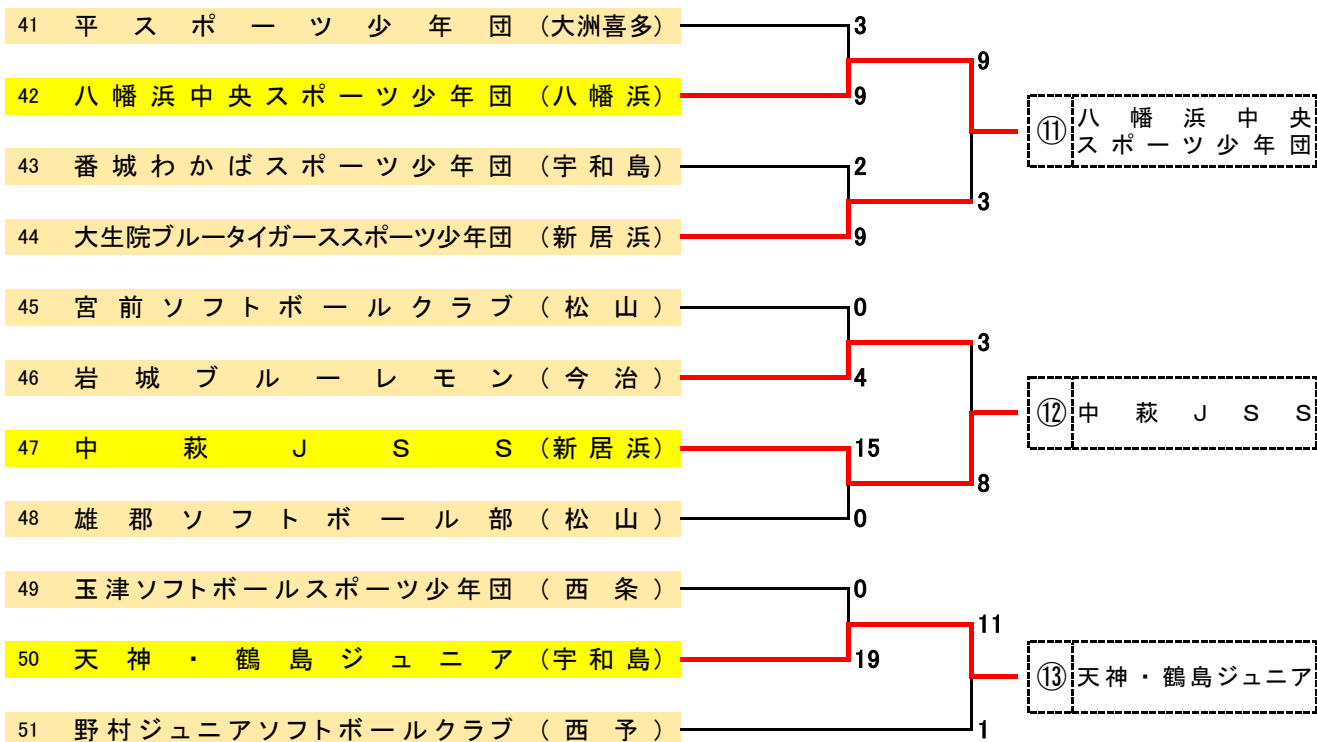 41 平スポーツ少年団 (大洲喜多) 3
9
42 八幡浜中央スポーツ少年団 (八幡浜) 9
⑪ 八幡浜中央
スポーツ少年団
43 番城わかばスポーツ少年団 (宇和島) 2
3
44 大生院ブルータイガーススポーツ少年団 (新居浜) 9
45 宮前ソフトボールクラブ (松山) 0
3
46 岩城ブルーレモン (今治) 4
⑫ 中萩JSS
47 中萩JSS (新居浜) 15
8
48 雄郡ソフトボール部 (松山) 0
49 玉津ソフトボールスポーツ少年団 (西条) 0
11
50 天神・鶴島ジュニア (宇和島) 19
⑬ 天神・鶴島ジュニア
51 野村ジュニアソフトボールクラブ (西予) 1